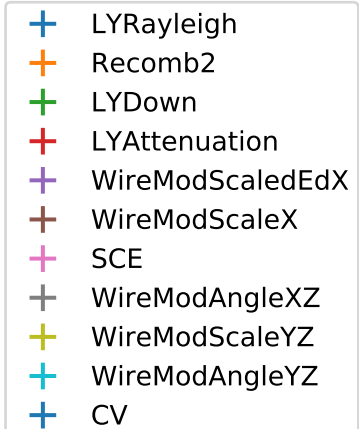 LYRayleigh
Recomb2
LYDown
LYAttenuation
WireModScaledEdX
WireModScaleX
SCE
WireModAngleXZ
WireModScaleYZ
WireModAngleYZ
CV